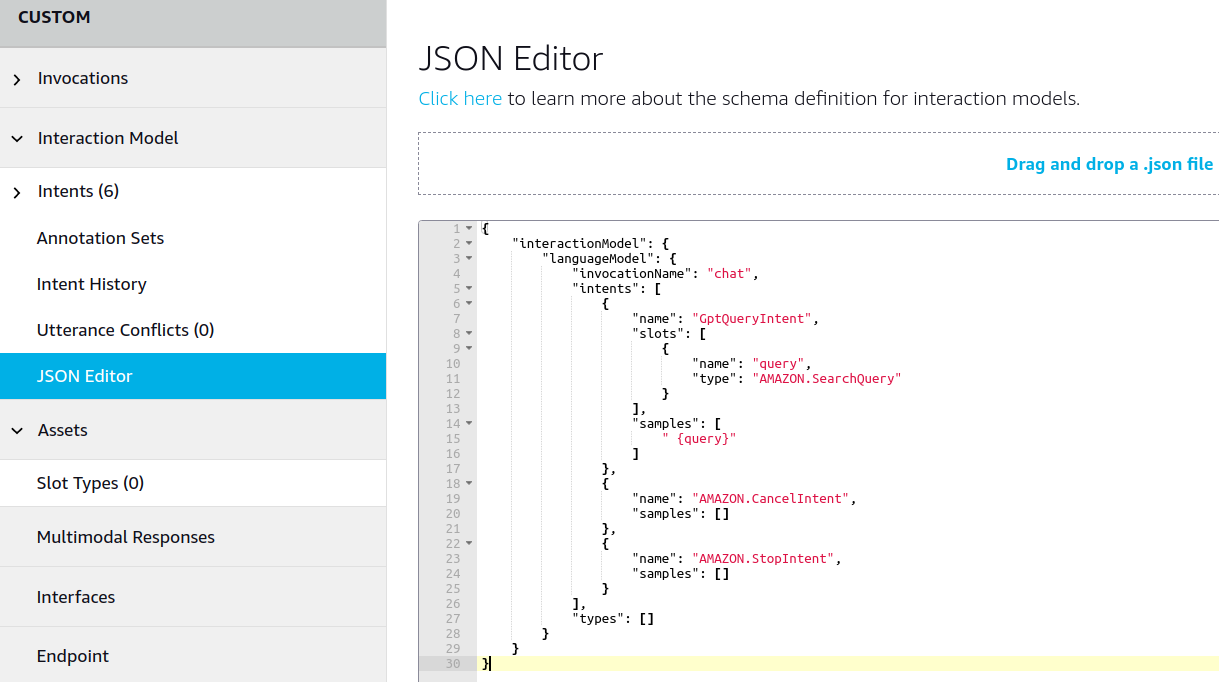 CUSTOM
Invocations
Interaction Model
Intents (6)
Annotation Sets
Intent History
Utterance Conflicts (0)
JSON Editor
Assets
Slot Types (0)
Multimodal Responses
Interfaces
Endpoint
JSON Editor
Click here to learn more about the schema definition for interaction models.
Drag and drop a .json file
1 {
2     "interactionModel": {
3         "languageModel": {
4             "invocationName": "chat",
5             "intents": [
6                 {
7                     "name": "GptQueryIntent",
8                     "slots": [
9                         {
10                             "name": "query",
11                             "type": "AMAZON.SearchQuery"
12                         }
13                     ],
14                     "samples": [
15                         " {query}"
16                     ]
17                 },
18                 {
19                     "name": "AMAZON.CancelIntent",
20                     "samples": []
21                 },
22                 {
23                     "name": "AMAZON.StopIntent",
24                     "samples": []
25                 }
26             ],
27             "types": []
28         }
29     }
30 }